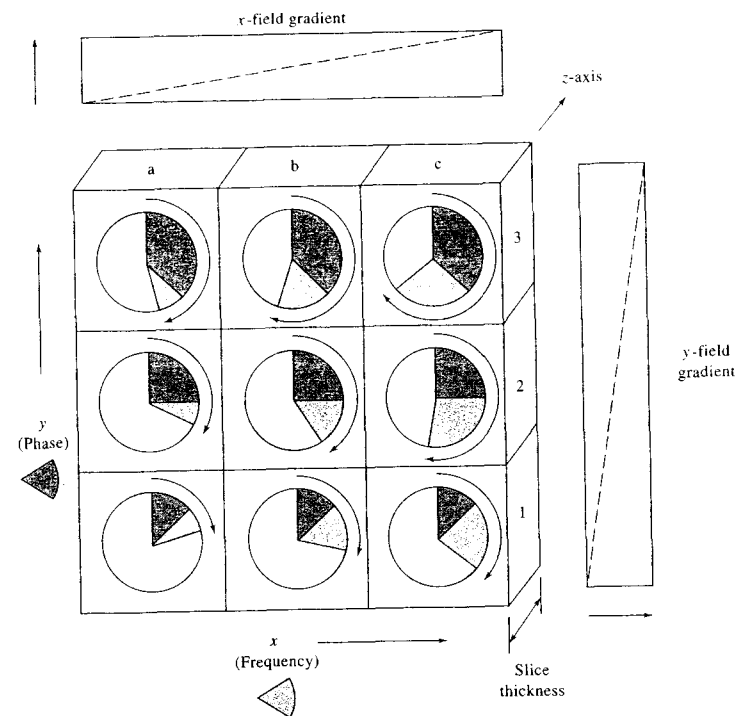 x-field gradient
z-axis
a
b
c
3
2
y-field
gradient
y
(Phase)
1
x
(Frequency)
Slice
thickness